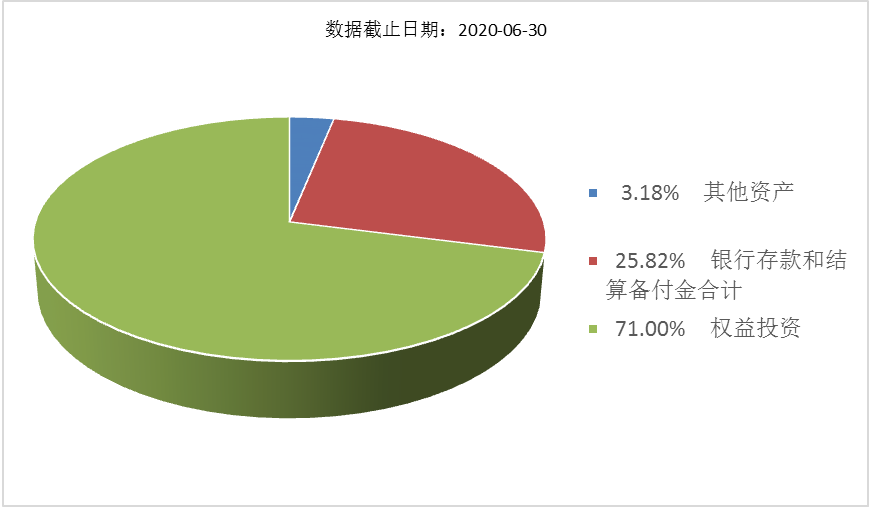 数据截止日期：2020-06-30
3.18% 其他资产
25.82% 银行存款和结
算备付金合计
71.00% 权益投资